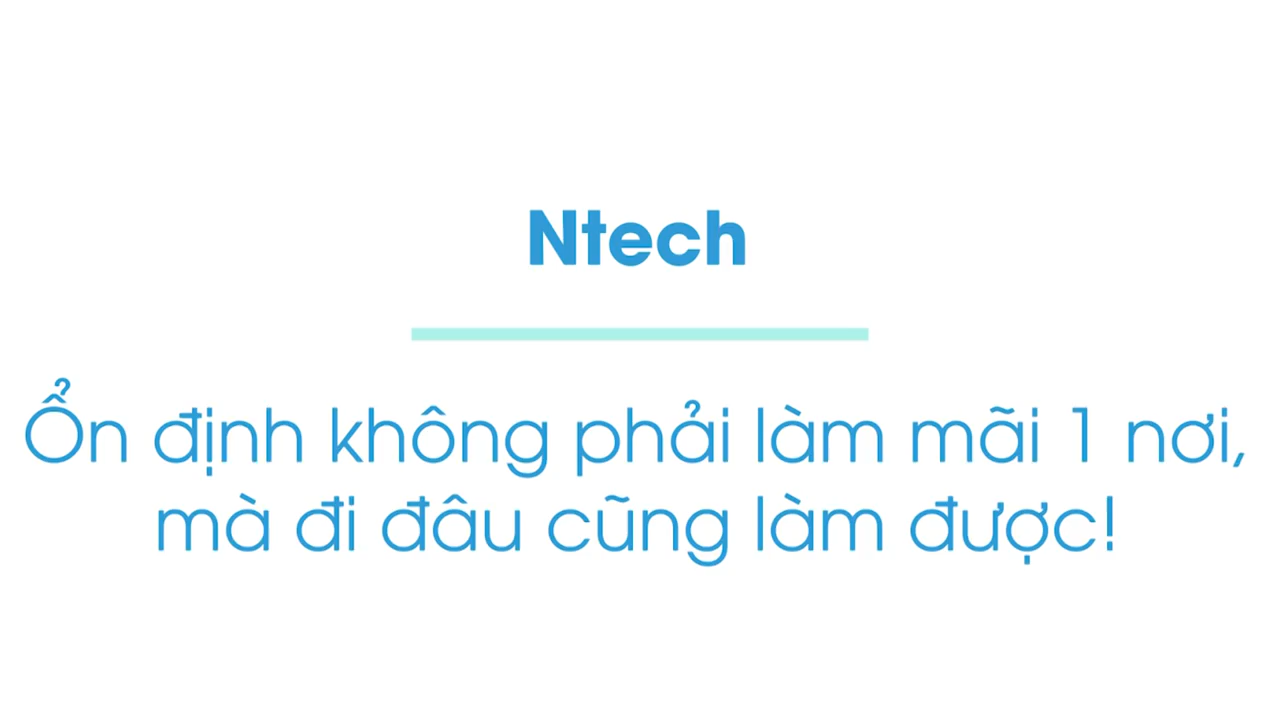 Ntech
Ổn định không phải làm mãi 1 nơi,
mà đi đâu cũng làm được!